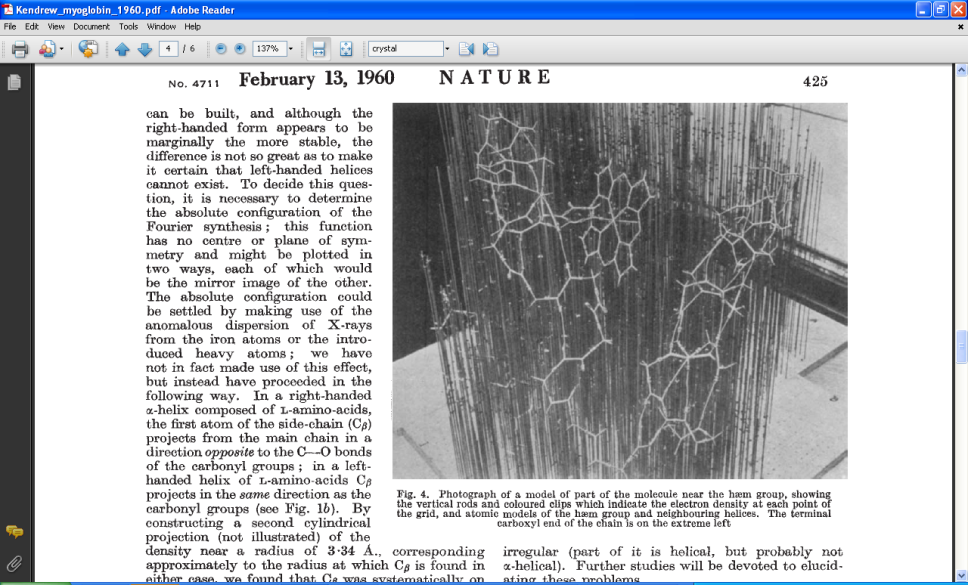 Kendrew_myoglobin_1960.pdf - Adobe Reader
File Edit View Document Tools Window Help
4 / 6 137% crystal
No. 4711 February 13, 1960 NATURE 425
can be built, and although the
right-handed form appears to be
marginally the more stable, the
difference is not so great as to make
it certain that left-handed helices
cannot exist. To decide this ques-
tion, it is necessary to determine
the absolute configuration of the
Fourier synthesis; this function
has no centre or plane of sym-
metry and might be plotted in
two ways, each of which would
be the mirror image of the other.
The absolute configuration could
be settled by making use of the
anomalous dispersion of X-rays
from the iron atoms or the intro-
duced heavy atoms; we have
not in fact made use of this effect,
but instead have proceeded in the
following way. In a right-handed
α-helix composed of L-amino-acids,
the first atom of the side-chain (Cβ)
projects from the main chain in a
direction opposite to the C—O bonds
of the carbonyl groups; in a left-
handed helix of L-amino-acids Cβ
projects in the same direction as the
carbonyl groups (see Fig. 1b). By
constructing a second cylindrical
projection (not illustrated) of the
density near a radius of 3·34 A., corresponding
approximately to the radius at which Cβ is found in
either case, we found that Cβ was systematically on
Fig. 4. Photograph of a model of part of the molecule near the hæm group, showing
the vertical rods and coloured clips which indicate the electron density at each point of
the grid, and atomic models of the hæm group and neighbouring helices. The terminal
carboxyl end of the chain is on the extreme left
irregular (part of it is helical, but probably not
α-helical). Further studies will be devoted to elucid-
ating these problems.